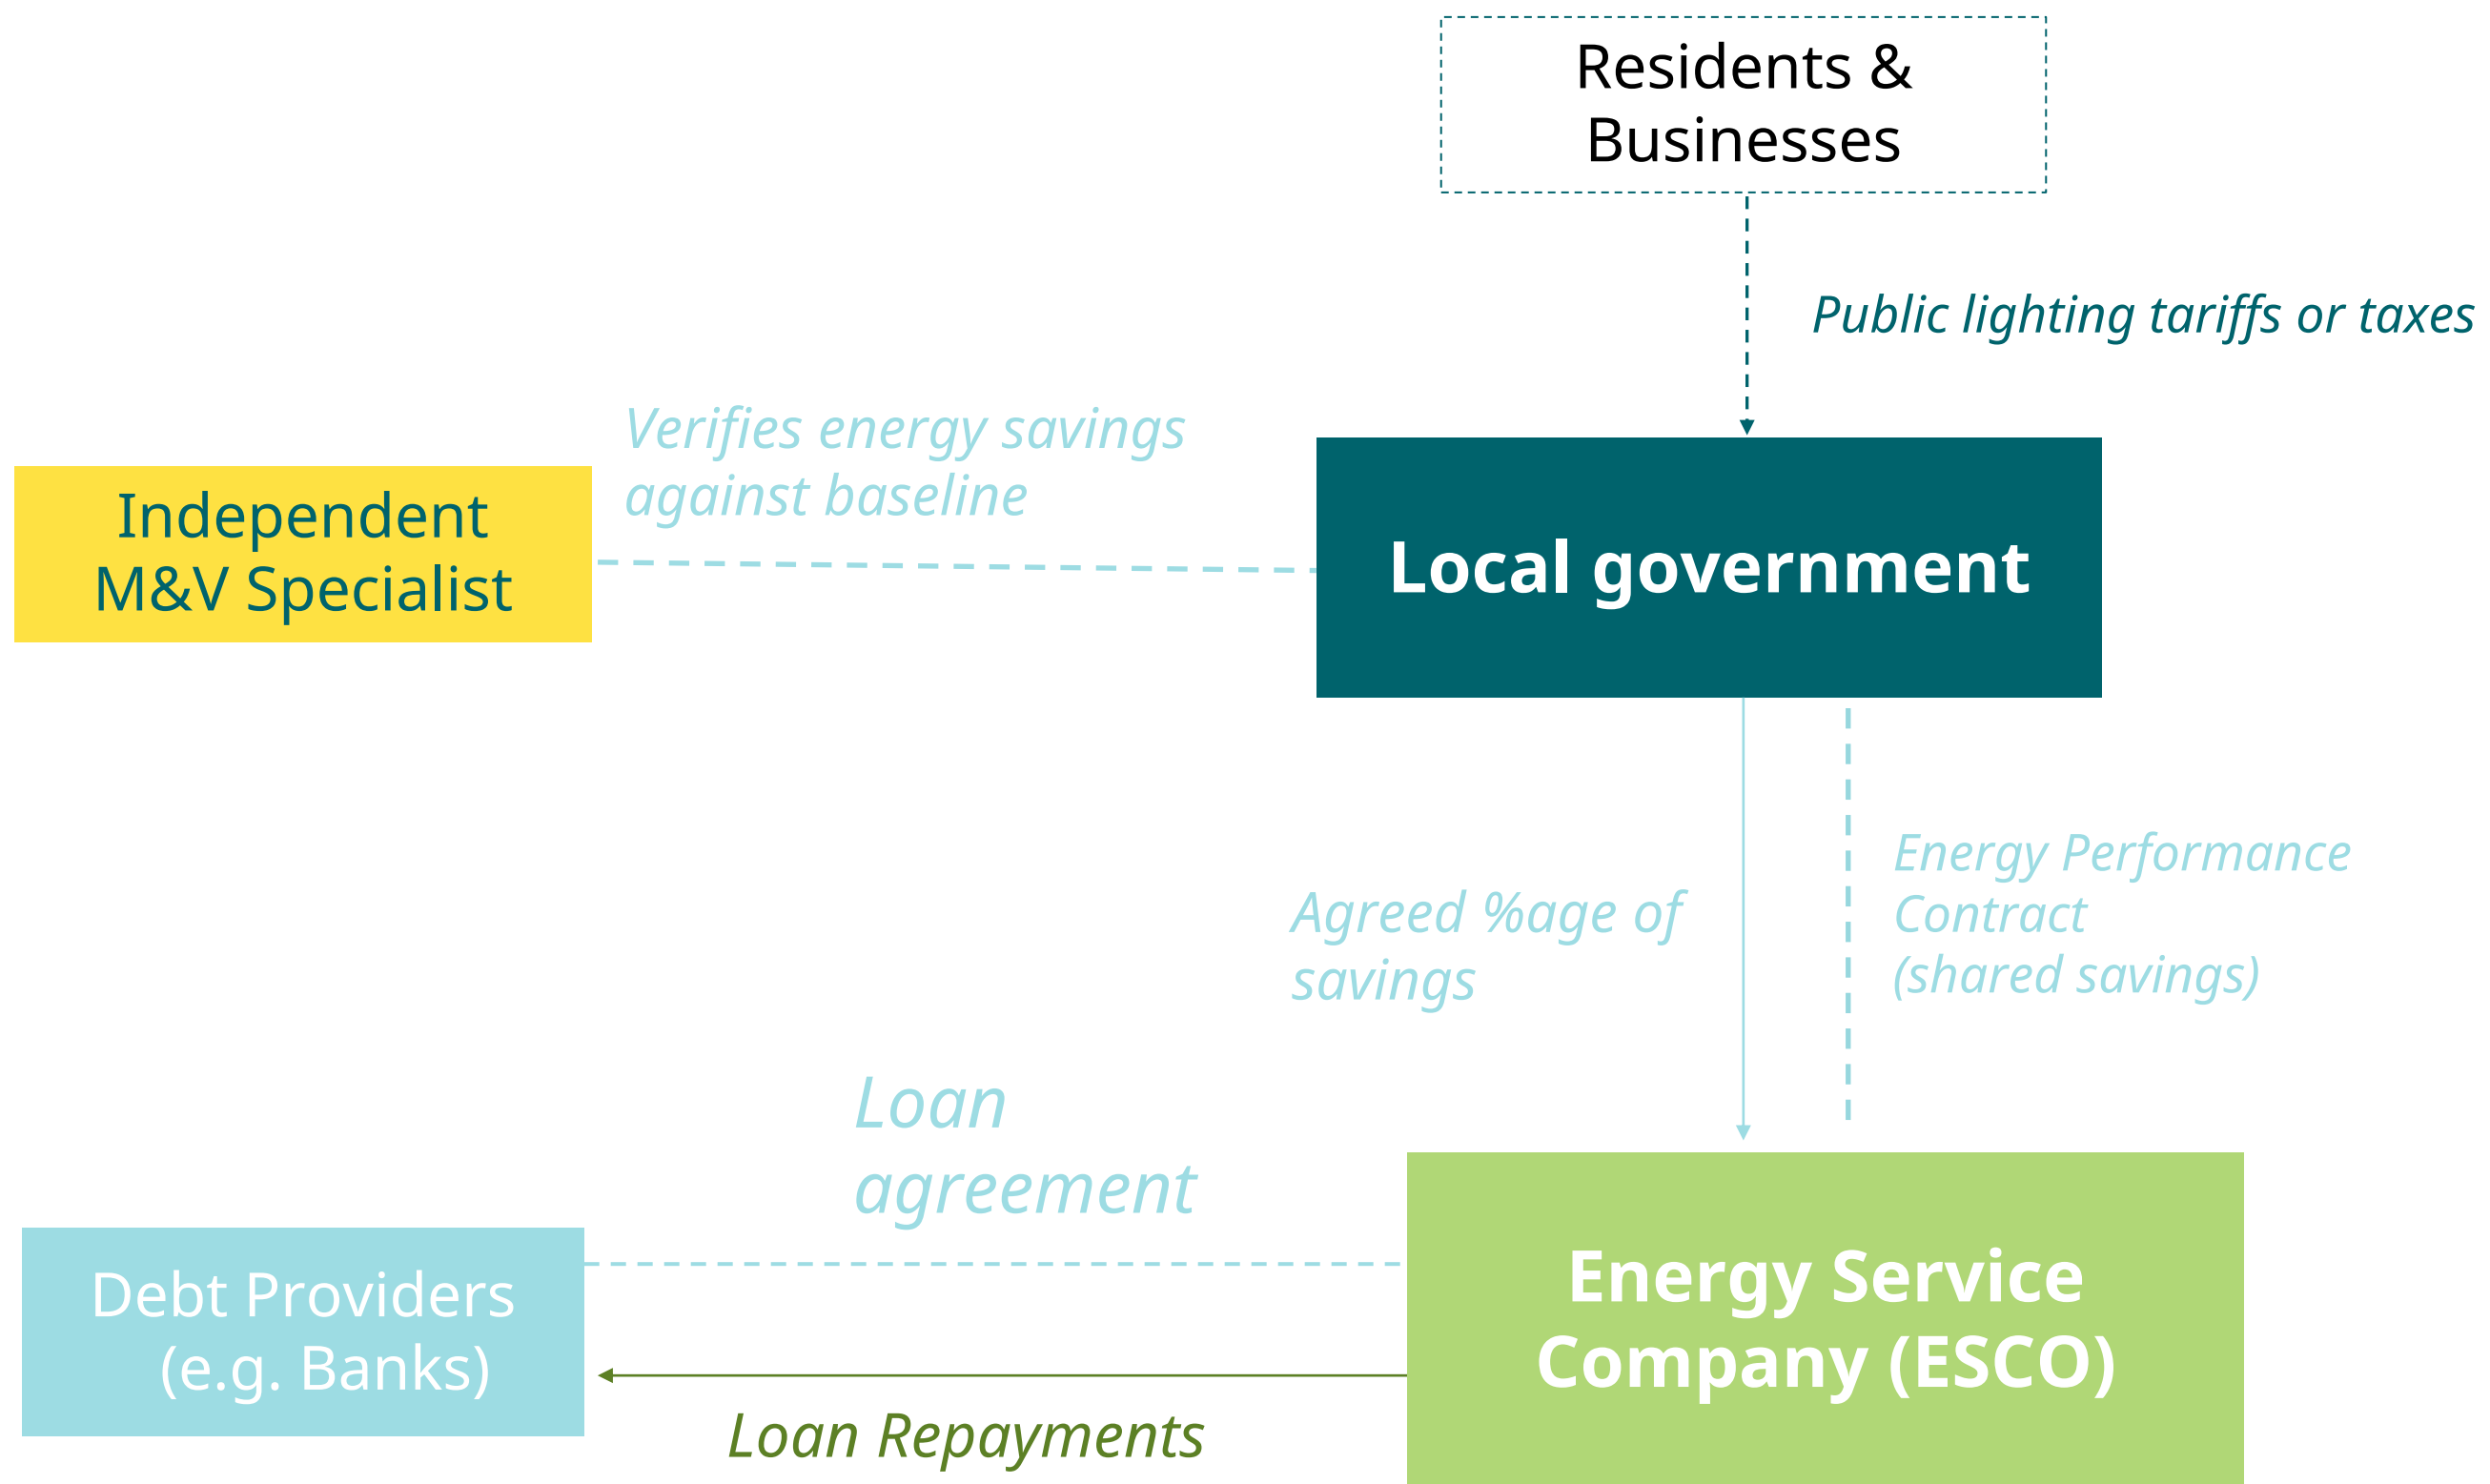 Residents &
Businesses
Public lighting tariffs or taxes
Verifies energy savings
against baseline
Independent
M&V Specialist
Local government
Energy Performance
Contract
(shared savings)
Agreed %age of
savings
Loan
agreement
Debt Providers
(e.g. Banks)
Energy Service
Company (ESCO)
Loan Repayments